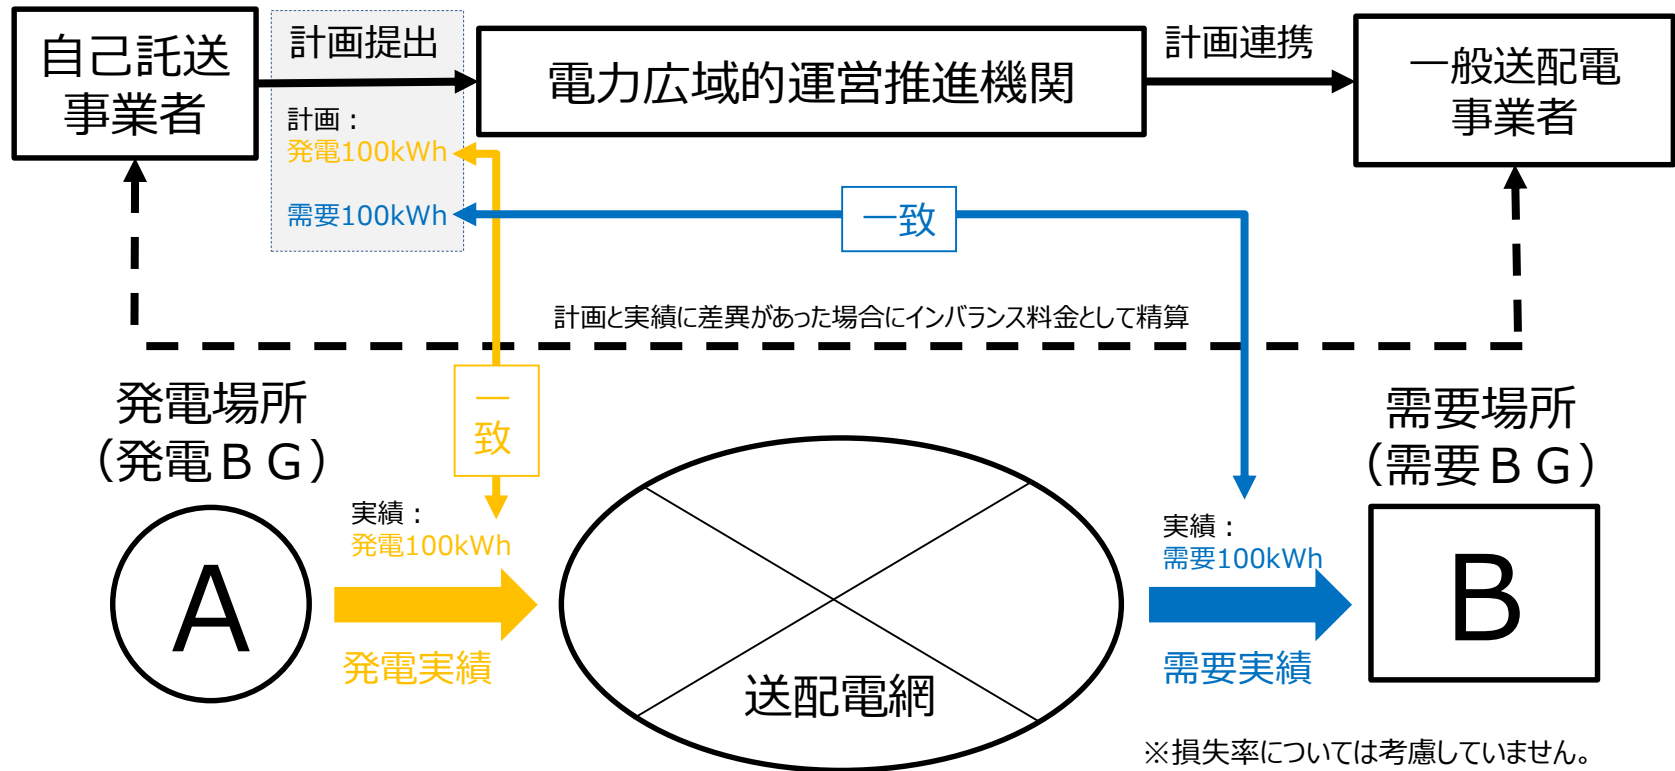 自己託送
事業者
計画提出
電力広域的運営推進機関
計画連携
一般送配電
事業者
計画：
発電100kWh
需要100kWh
一致
計画と実績に差異があった場合にインバランス料金として精算
一
致
発電場所
（発電ＢＧ）
需要場所
（需要ＢＧ）
実績：
発電100kWh
実績：
需要100kWh
A
発電実績
送配電網
需要実績
B
※損失率については考慮していません。